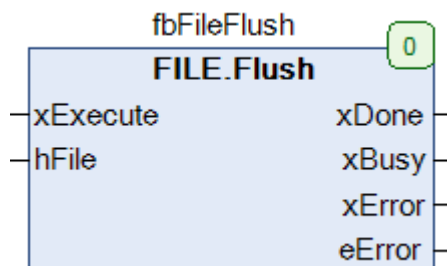 fbFileFlush
0
FILE.Flush
xExecute xDone
hFile xBusy
xError
eError